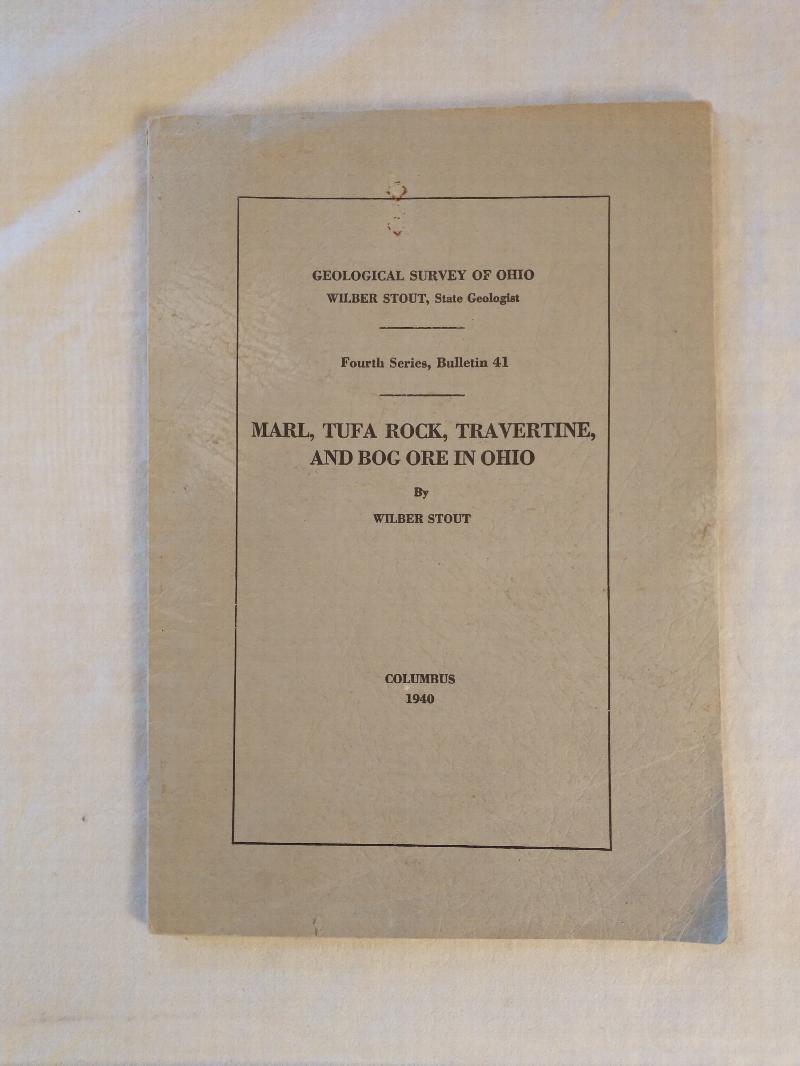 GEOLOGICAL SURVEY OF OHIO
WILBER STOUT, State Geologist
Fourth Series, Bulletin 41
MARL, TUFA ROCK, TRAVERTINE,
AND BOG ORE IN OHIO
By
WILBER STOUT
COLUMBUS
1940